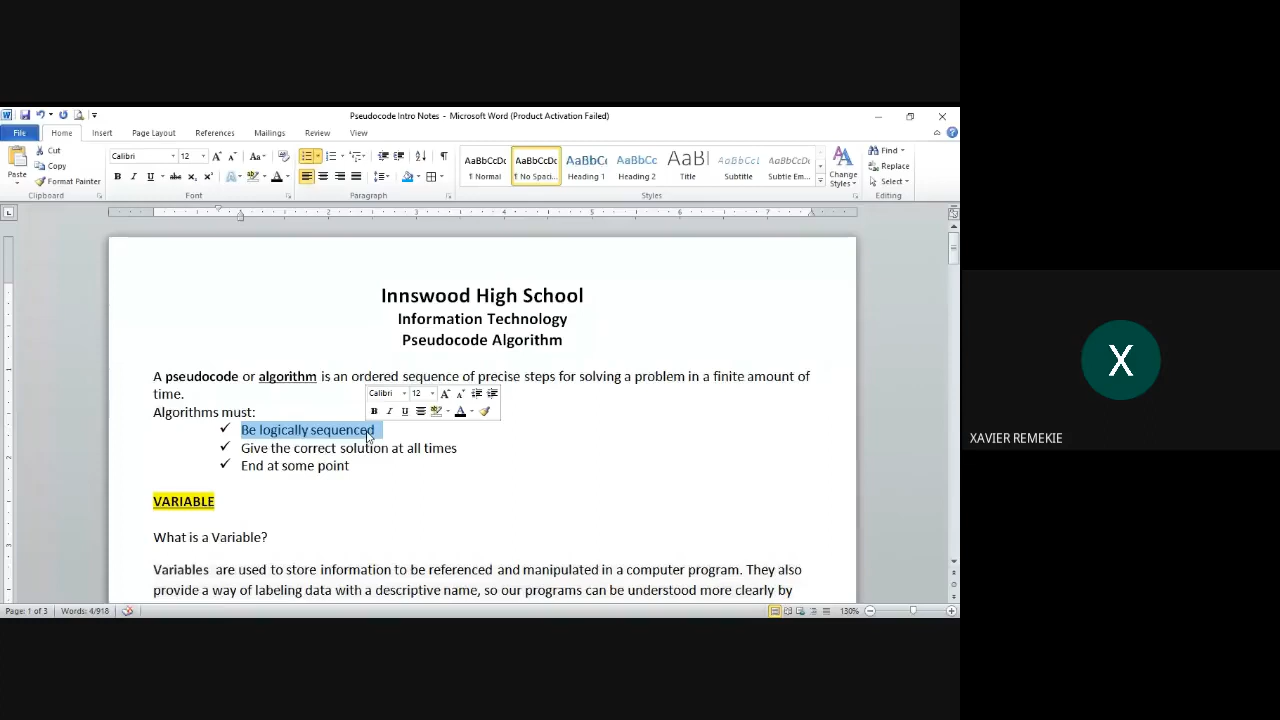 Pseudocode Intro Notes - Microsoft Word (Product Activation Failed)
File Home Insert Page Layout References Mailings Review View
Cut
Copy
Format Painter
Paste
Clipboard
Calibri 12
Font
Paragraph
AaBbCcDc AaBbCcDc AaBbCc AaBbCc AaBl AaBbCcl AaBbCcDc
¶ Normal ¶ No Spaci... Heading 1 Heading 2 Title Subtitle Subtle Em...
Styles
Change
Styles
Find
Replace
Select
Editing
Innswood High School
Information Technology
Pseudocode Algorithm
A pseudocode or algorithm is an ordered sequence of precise steps for solving a problem in a finite amount of
time.
Calibri 12
Algorithms must:
✓ Be logically sequenced
✓ Give the correct solution at all times
✓ End at some point
VARIABLE
What is a Variable?
Variables are used to store information to be referenced and manipulated in a computer program. They also
provide a way of labeling data with a descriptive name, so our programs can be understood more clearly by
Page: 1 of 3 Words: 4/918 130%
X
XAVIER REMEKIE